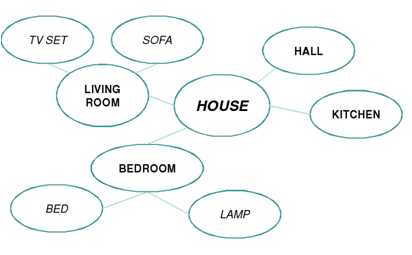 TV SET
SOFA
HALL
LIVING
ROOM
HOUSE
KITCHEN
BEDROOM
BED
LAMP